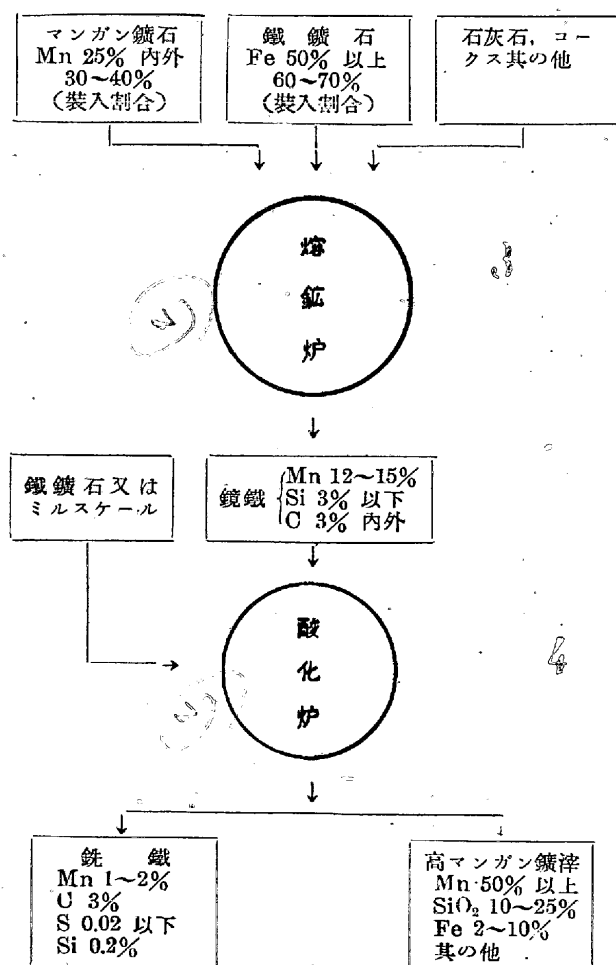 マンガン鑛石
Mn 25% 内外
30~40%
(裝入割合)
鐵鑛石
Fe 50% 以上
60~70%
(裝入割合)
石灰石,コー
クス其の他
熔
鉱
炉
鐵鑛石又は
ミルスケール
鏡鐵
Mn 12~15%
Si 3% 以下
C 3% 内外
酸
化
炉
銑鐵
Mn 1~2%
C 3%
S 0.02 以下
Si 0.2%
高マンガン鑛滓
Mn 50% 以上
SiO₂ 10~25%
Fe 2~10%
其の他